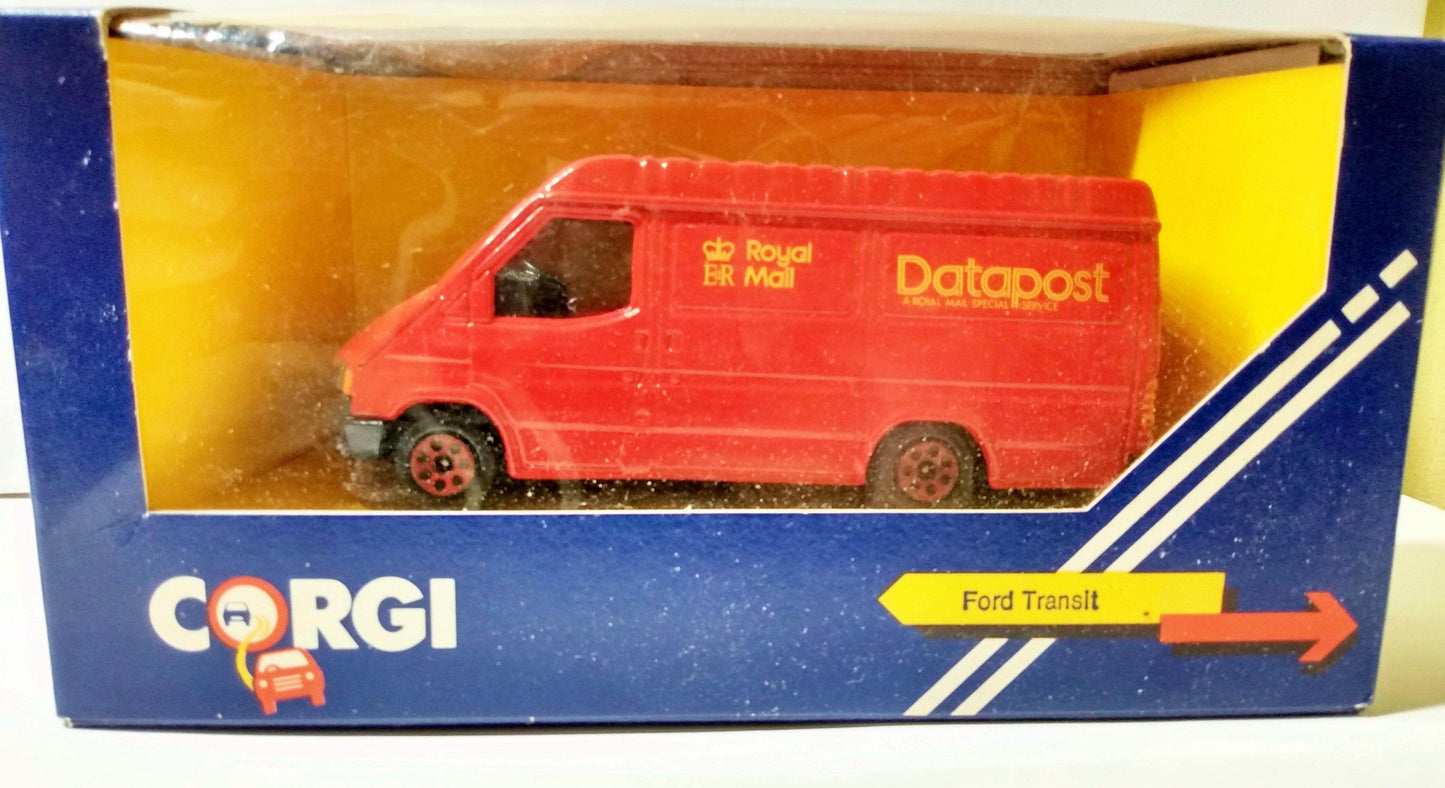 Royal
EIIR Mail
Datapost
A ROYAL MAIL SPECIAL SERVICE
CORGI
Ford Transit